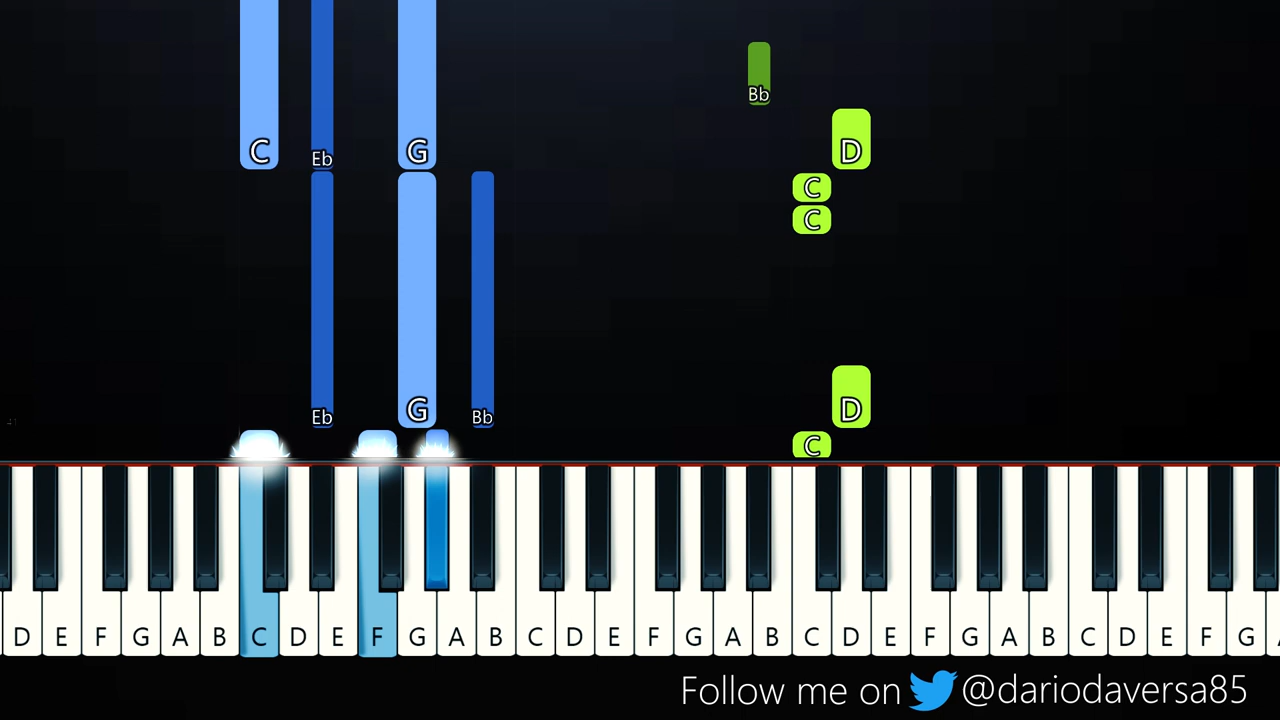 Bb
C Eb G D
C
C
Eb G Bb D
C
D E F G A B C D E F G A B C D E F G A B C D E F G A B C D E F G
Follow me on @dariodaversa85